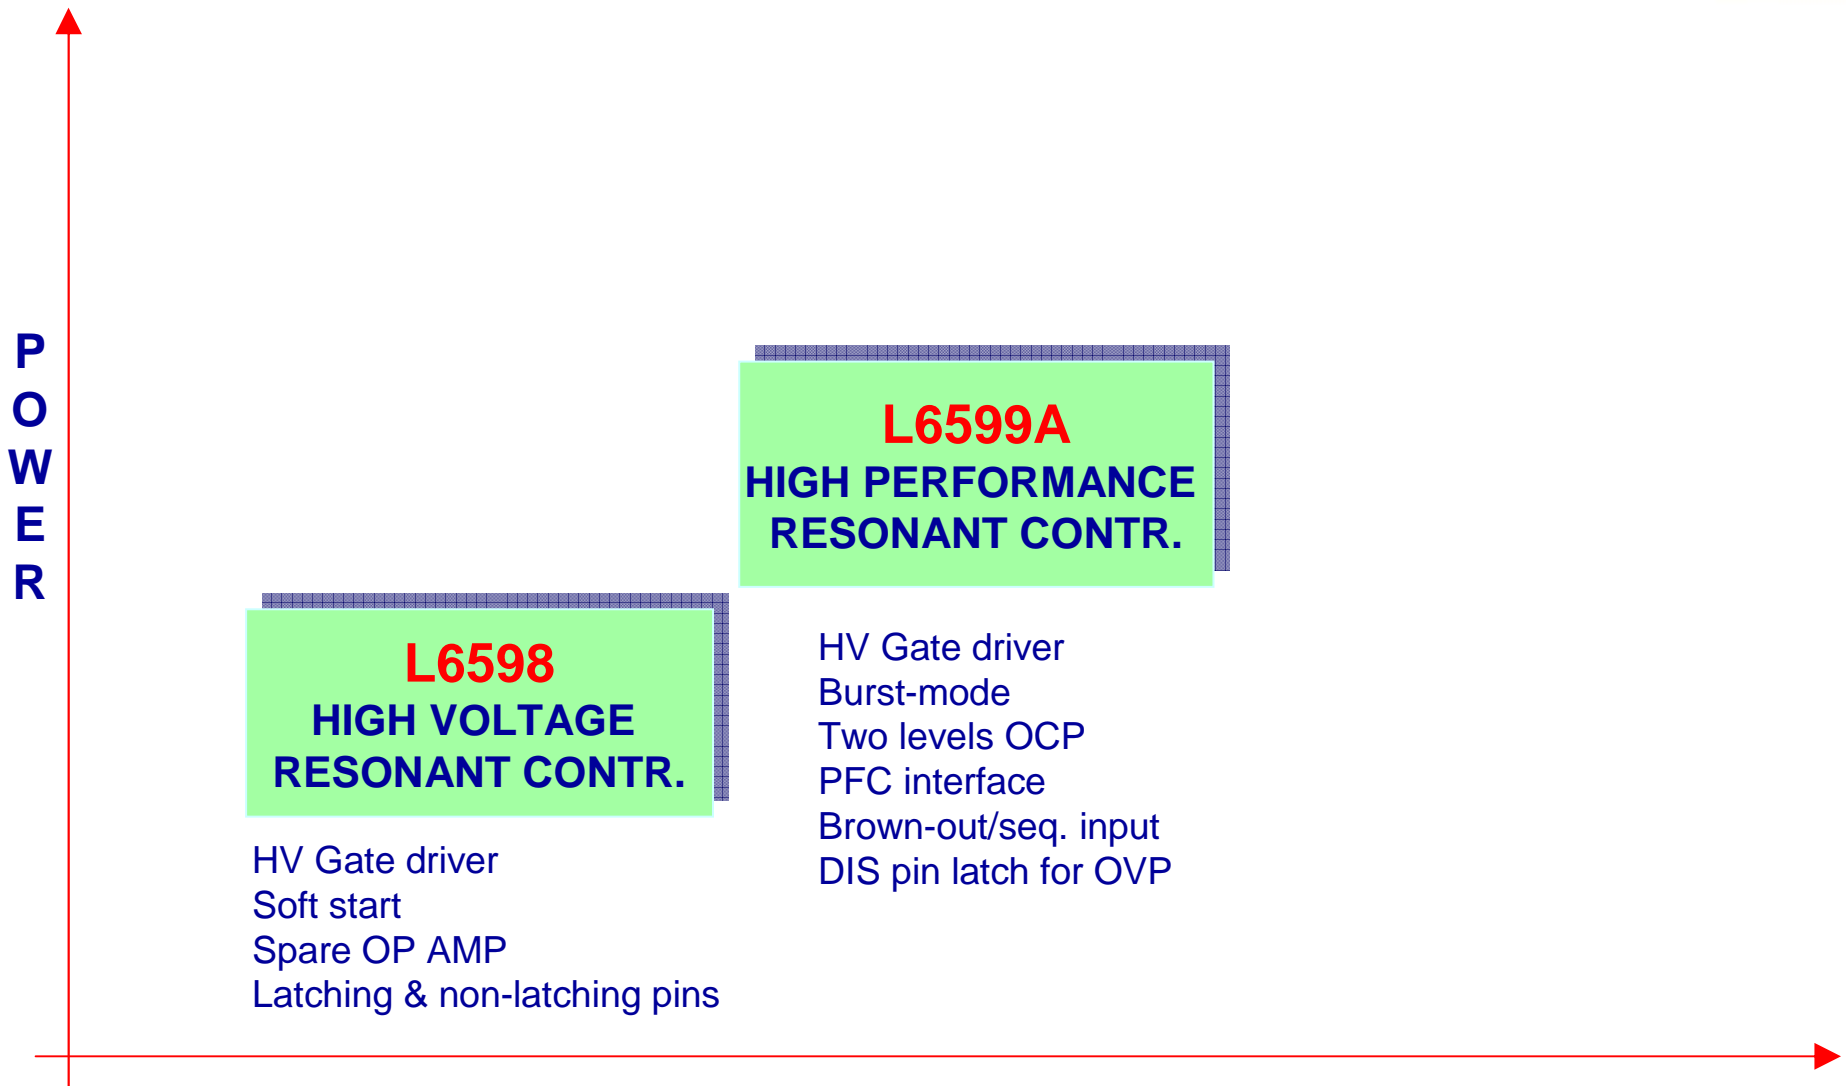 POWER
L6599A
HIGH PERFORMANCE
RESONANT CONTR.
HV Gate driver
Burst-mode
Two levels OCP
PFC interface
Brown-out/seq. input
DIS pin latch for OVP
L6598
HIGH VOLTAGE
RESONANT CONTR.
HV Gate driver
Soft start
Spare OP AMP
Latching & non-latching pins